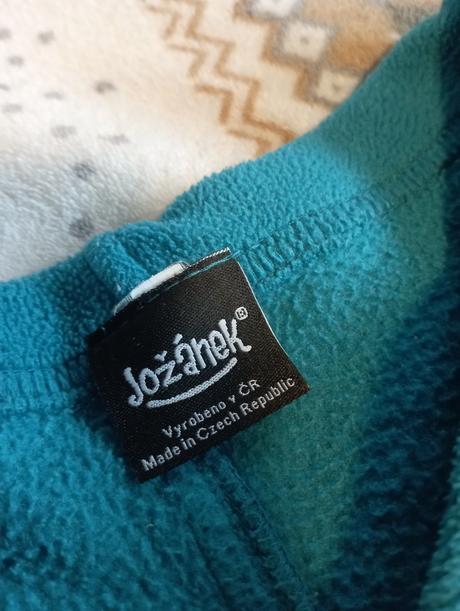 Jožánek®
Vyrobeno v ČR
Made in Czech Republic